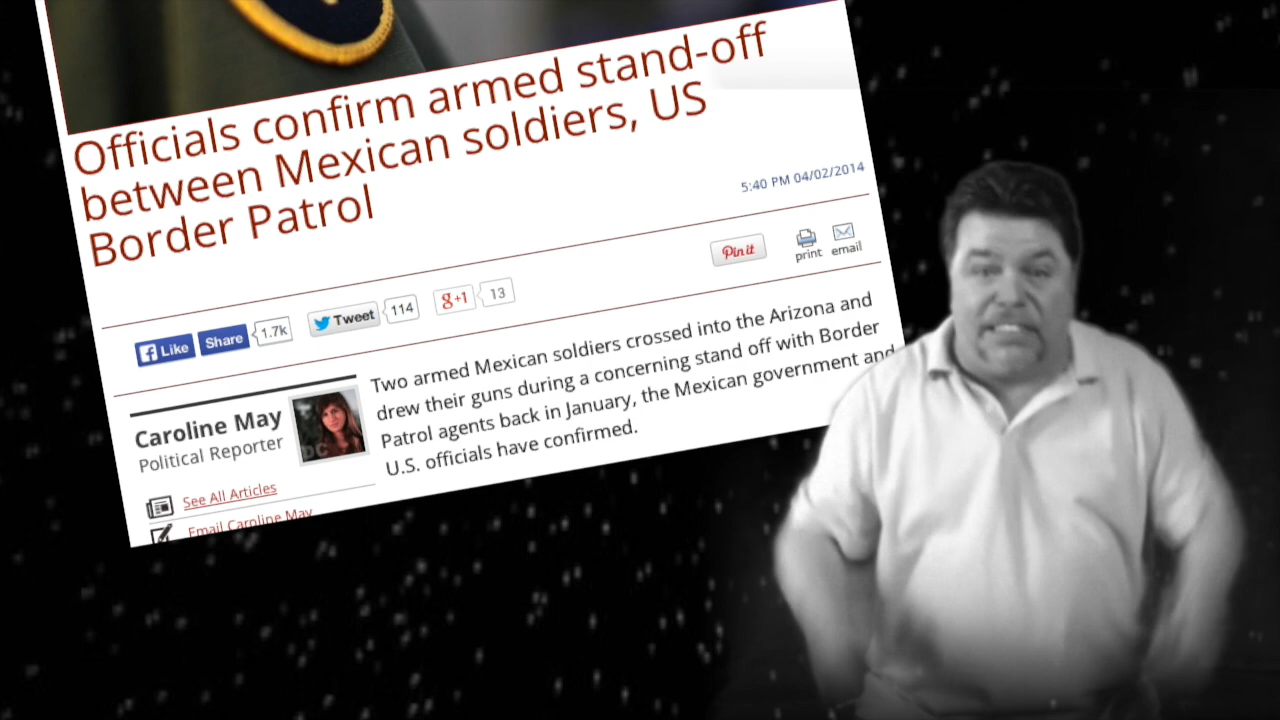 Officials confirm armed stand-off
between Mexican soldiers, US
Border Patrol
5:40 PM 04/02/2014
Pin it
print
email
Like
Share
1.7k
Tweet
114
g+1
13
Two armed Mexican soldiers crossed into the Arizona and
drew their guns during a concerning stand off with Border
Patrol agents back in January, the Mexican government and
U.S. officials have confirmed.
Caroline May
Political Reporter
DC
See All Articles
Email Caroline May